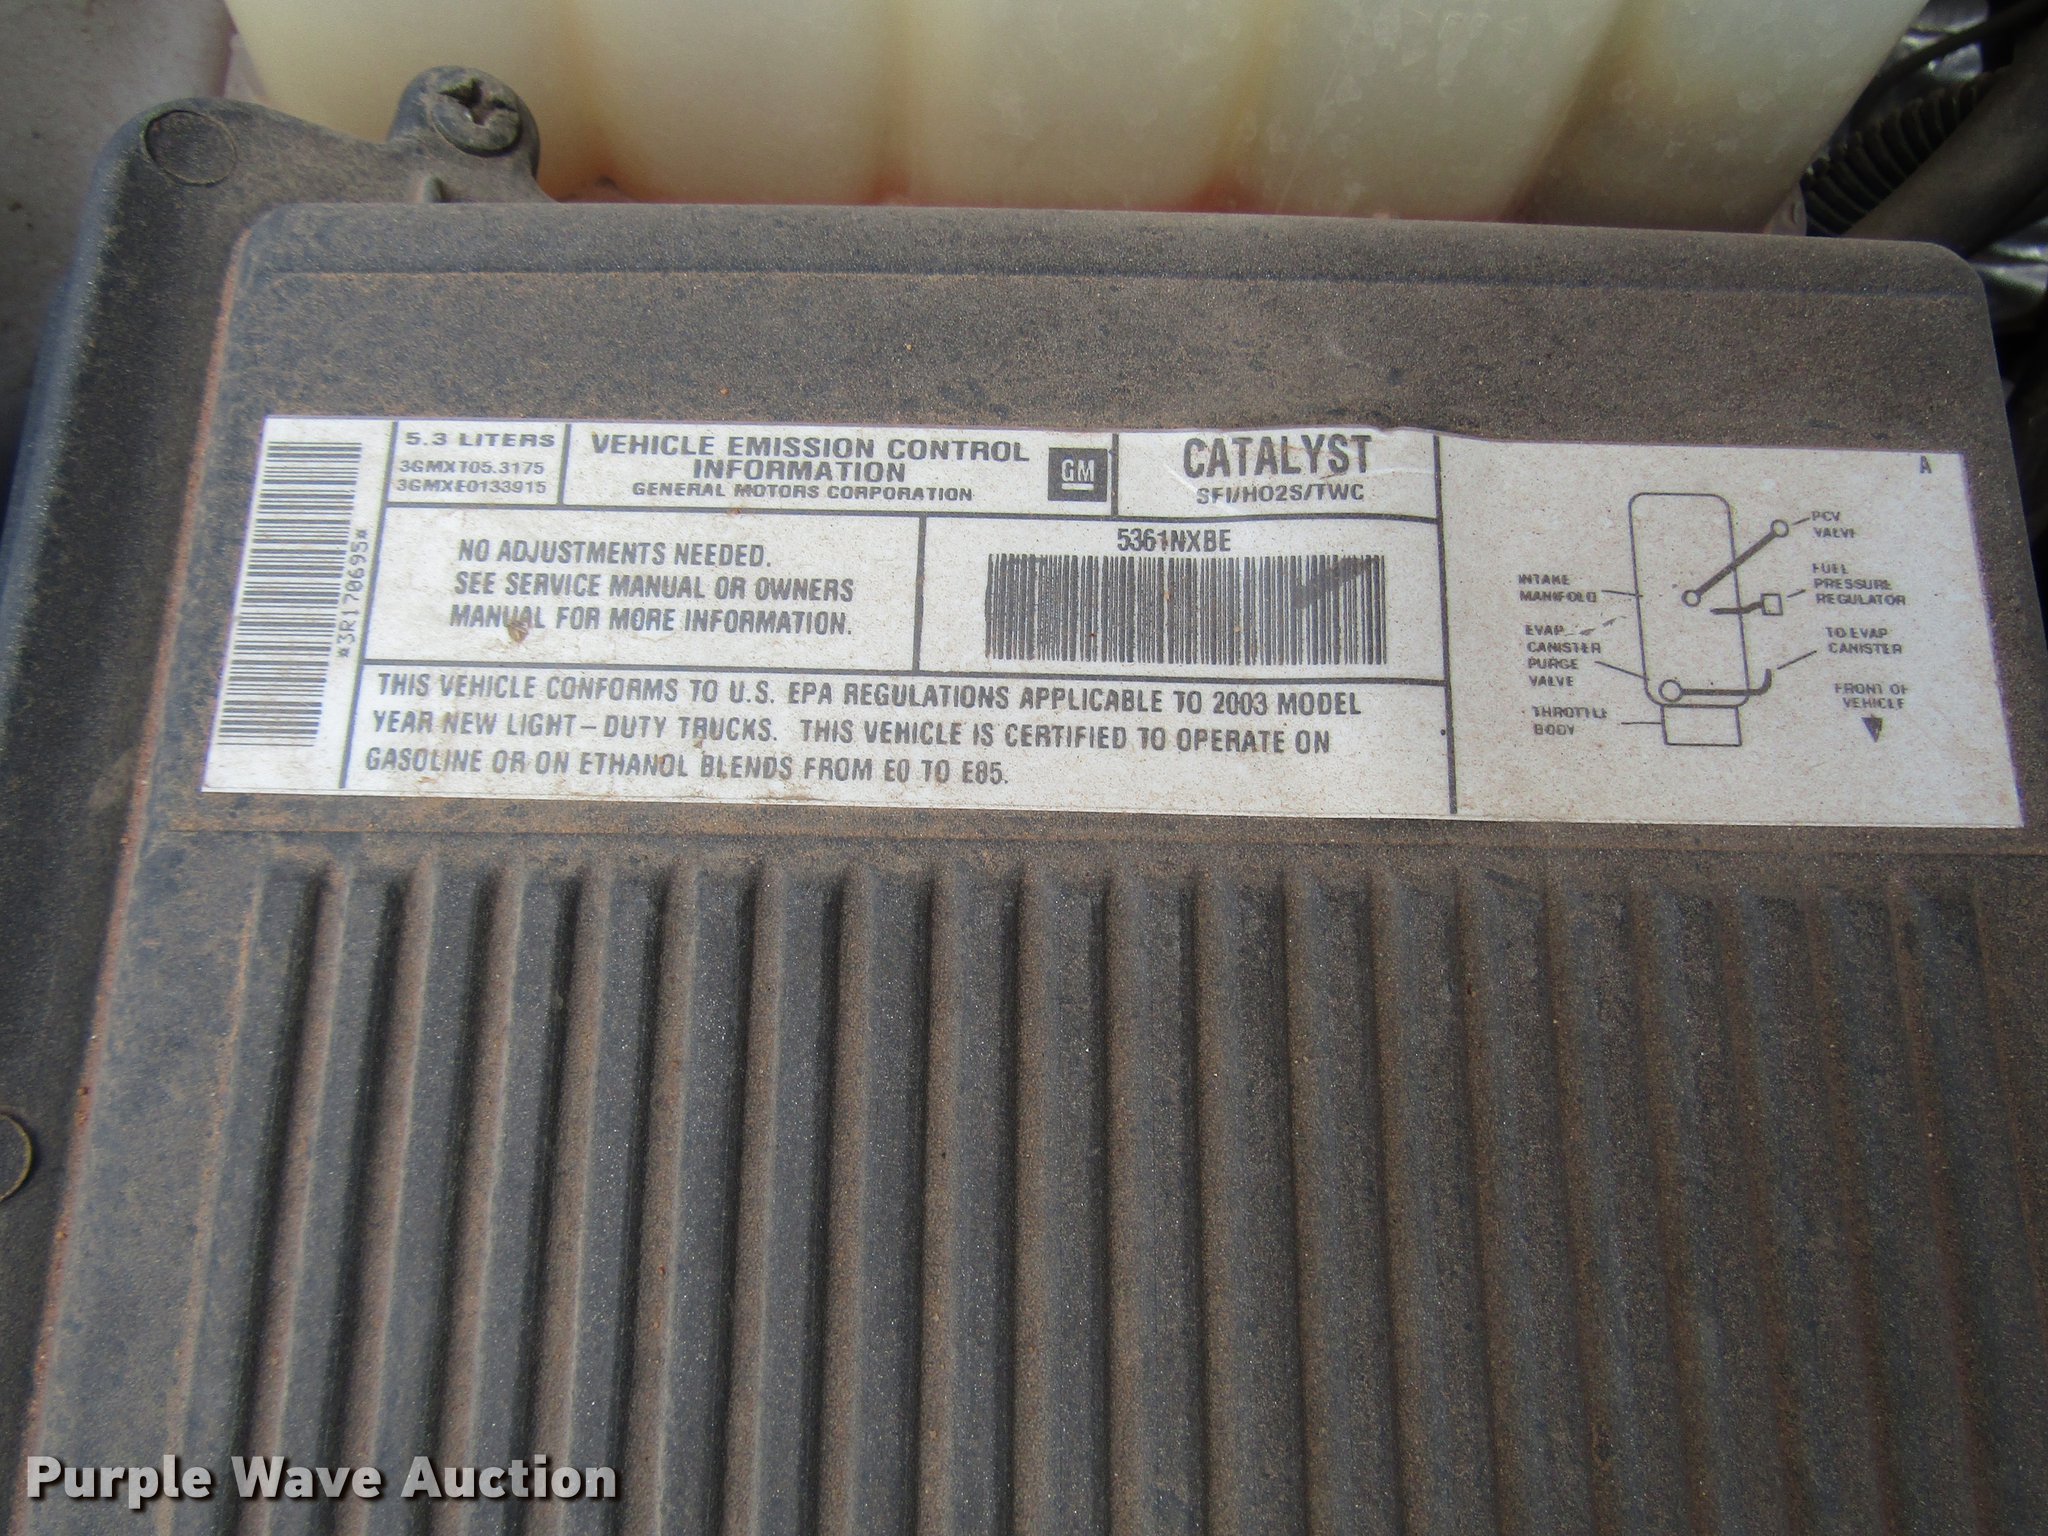 *3R170695*
5.3 LITERS
3GMXT05.3175
3GMXE0133915
VEHICLE EMISSION CONTROL
INFORMATION
GENERAL MOTORS CORPORATION
GM
CATALYST
SFI/HO2S/TWC
NO ADJUSTMENTS NEEDED.
SEE SERVICE MANUAL OR OWNERS
MANUAL FOR MORE INFORMATION.
5361NXBE
THIS VEHICLE CONFORMS TO U.S. EPA REGULATIONS APPLICABLE TO 2003 MODEL
YEAR NEW LIGHT-DUTY TRUCKS. THIS VEHICLE IS CERTIFIED TO OPERATE ON
GASOLINE OR ON ETHANOL BLENDS FROM E0 TO E85.
A
PCV
VALVE
FUEL
PRESSURE
REGULATOR
INTAKE
MANIFOLD
EVAP
CANISTER
PURGE
VALVE
TO EVAP
CANISTER
THROTTLE
BODY
FRONT OF
VEHICLE
Purple Wave Auction